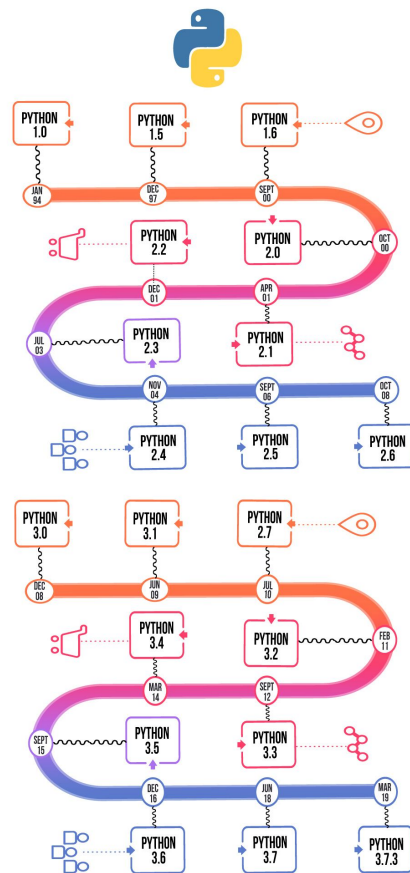 PYTHON
1.0
PYTHON
1.5
PYTHON
1.6
JAN
94
DEC
97
SEPT
00
PYTHON
2.2
PYTHON
2.0
OCT
00
DEC
01
APR
01
PYTHON
2.3
PYTHON
2.1
JUL
03
NOV
04
SEPT
06
OCT
08
PYTHON
2.4
PYTHON
2.5
PYTHON
2.6
PYTHON
3.0
PYTHON
3.1
PYTHON
2.7
DEC
08
JUN
09
JUL
10
PYTHON
3.4
PYTHON
3.2
FEB
11
MAR
14
SEPT
12
PYTHON
3.5
PYTHON
3.3
SEPT
15
DEC
16
JUN
18
MAR
19
PYTHON
3.6
PYTHON
3.7
PYTHON
3.7.3